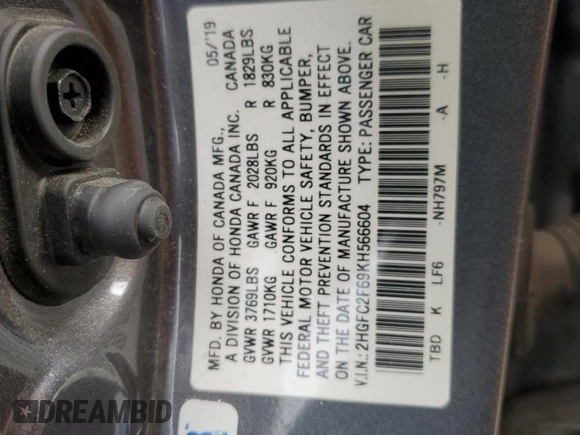 MFD. BY HONDA OF CANADA MFG., 05/'19
A DIVISION OF HONDA CANADA INC. CANADA
GVWR 3769LBS GAWR F 2028LBS R 1829LBS
GVWR 1710KG GAWR F 920KG R 830KG
THIS VEHICLE CONFORMS TO ALL APPLICABLE
FEDERAL MOTOR VEHICLE SAFETY, BUMPER,
AND THEFT PREVENTION STANDARDS IN EFFECT
ON THE DATE OF MANUFACTURE SHOWN ABOVE.
V.I.N.: 2HGFC2F69KH566604 TYPE: PASSENGER CAR
TBD K LF6 -NH797M -A -H
DREAMBID